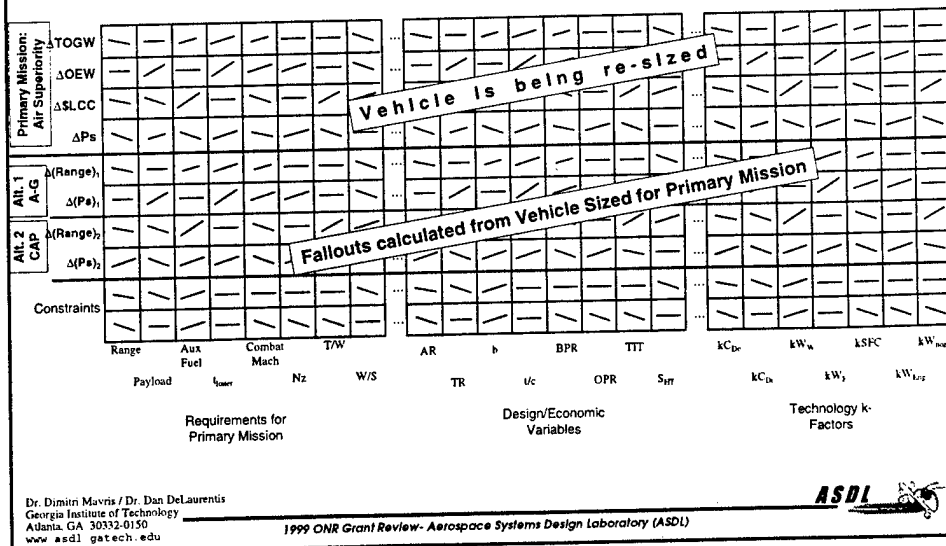 Primary Mission:
Air Superiority
ΔTOGW
ΔOEW
Δ$LCC
ΔPs
Vehicle is being re-sized
Alt. 1
A-G
Δ(Range)₁
Δ(Ps)₁
Alt. 2
CAP
Δ(Range)₂
Δ(Ps)₂
Fallouts calculated from Vehicle Sized for Primary Mission
Constraints
... ...
Range Aux Fuel Combat Mach T/W AR b BPR TIT kW_W kSFC
Payload Nz W/S TR t/c OPR S_HT
Requirements for
Primary Mission
Design/Economic
Variables
Technology k-
Factors
Dr. Dimitri Mavris / Dr. Dan DeLaurentis
Georgia Institute of Technology
Atlanta, GA 30332-0150
www asdl gatech.edu
1999 ONR Grant Review- Aerospace Systems Design Laboratory (ASDL)
ASDL